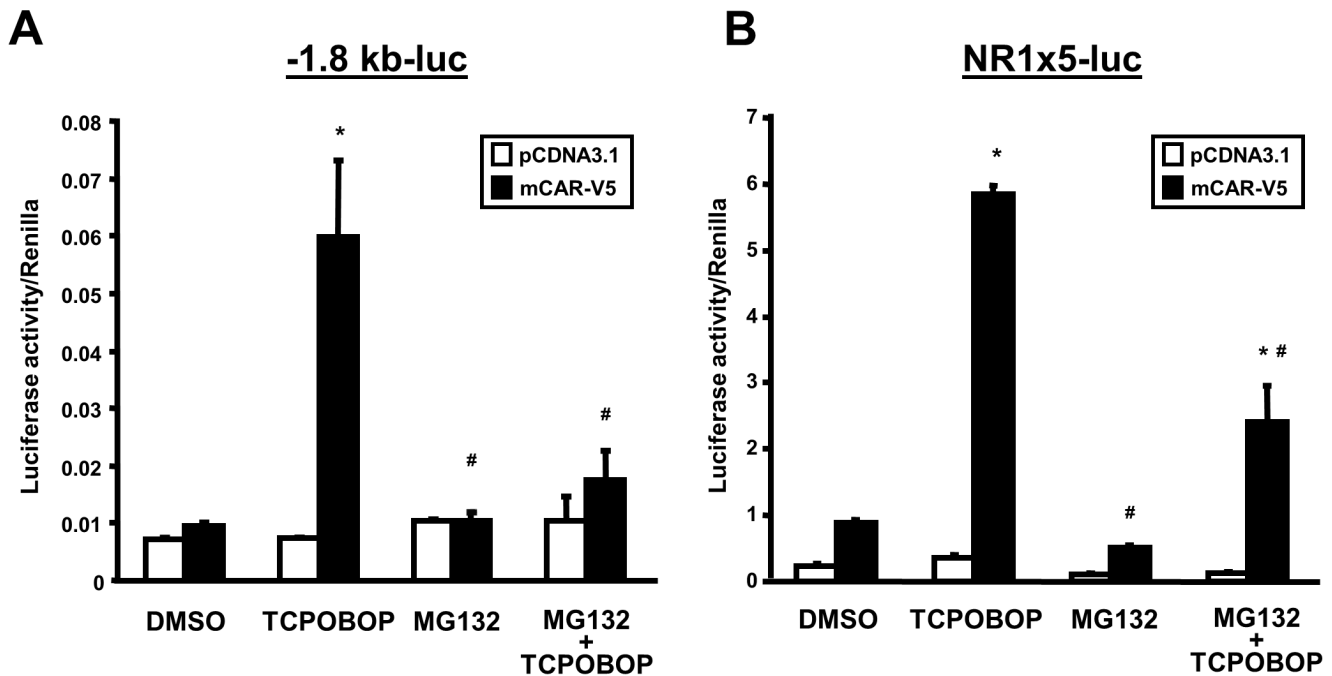 A
-1.8 kb-luc
Luciferase activity/Renilla
0.08
0.07
0.06
0.05
0.04
0.03
0.02
0.01
0
*
#
#
pCDNA3.1
mCAR-V5
DMSO
TCPOBOP
MG132
MG132
+
TCPOBOP
B
NR1x5-luc
Luciferase activity/Renilla
7
6
5
4
3
2
1
0
*
#
* #
pCDNA3.1
mCAR-V5
DMSO
TCPOBOP
MG132
MG132
+
TCPOBOP